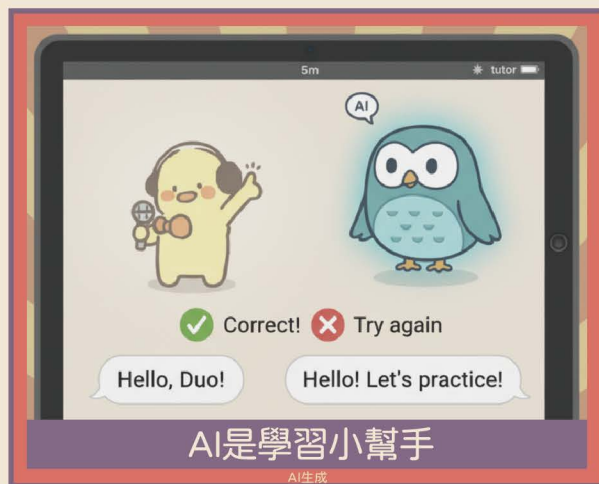 5m
tutor
AI
Correct! Try again
Hello, Duo!
Hello! Let's practice!
AI是學習小幫手
AI生成